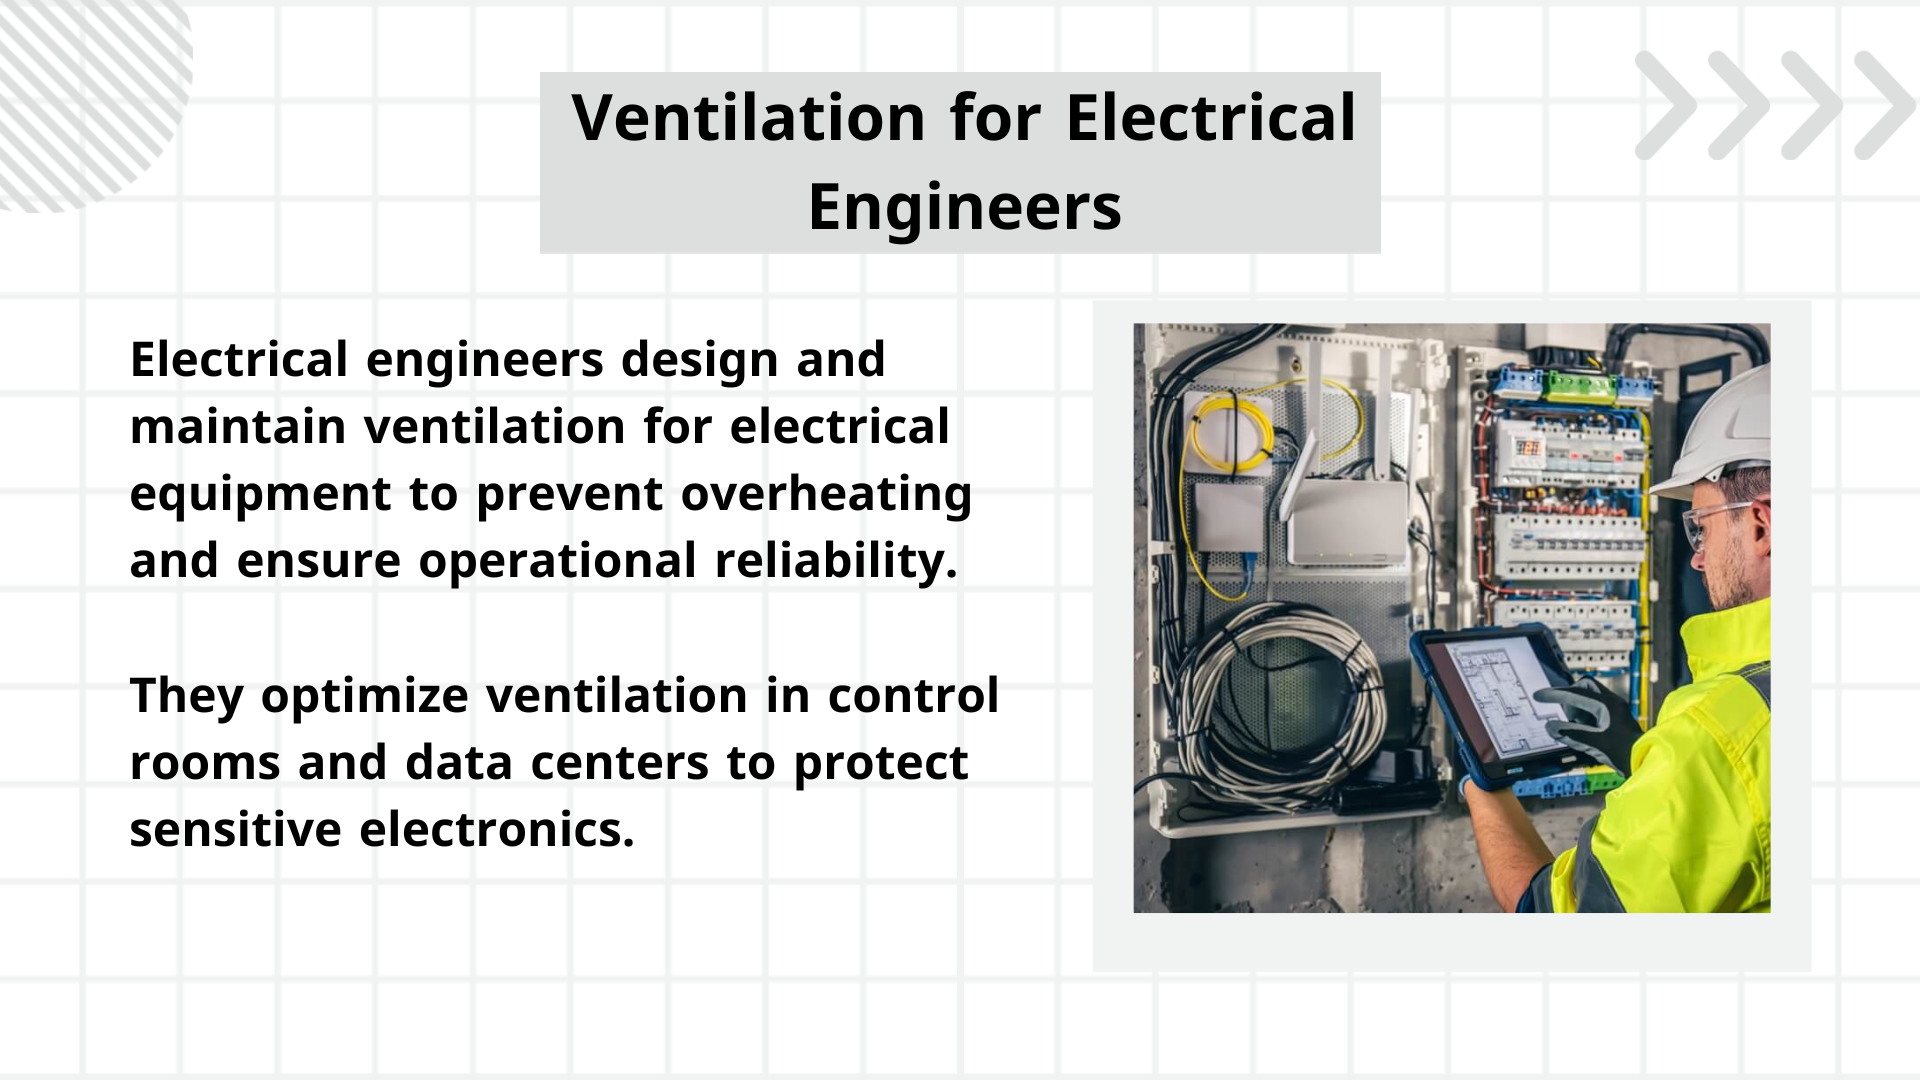 Ventilation for Electrical
Engineers
Electrical engineers design and
maintain ventilation for electrical
equipment to prevent overheating
and ensure operational reliability.
They optimize ventilation in control
rooms and data centers to protect
sensitive electronics.